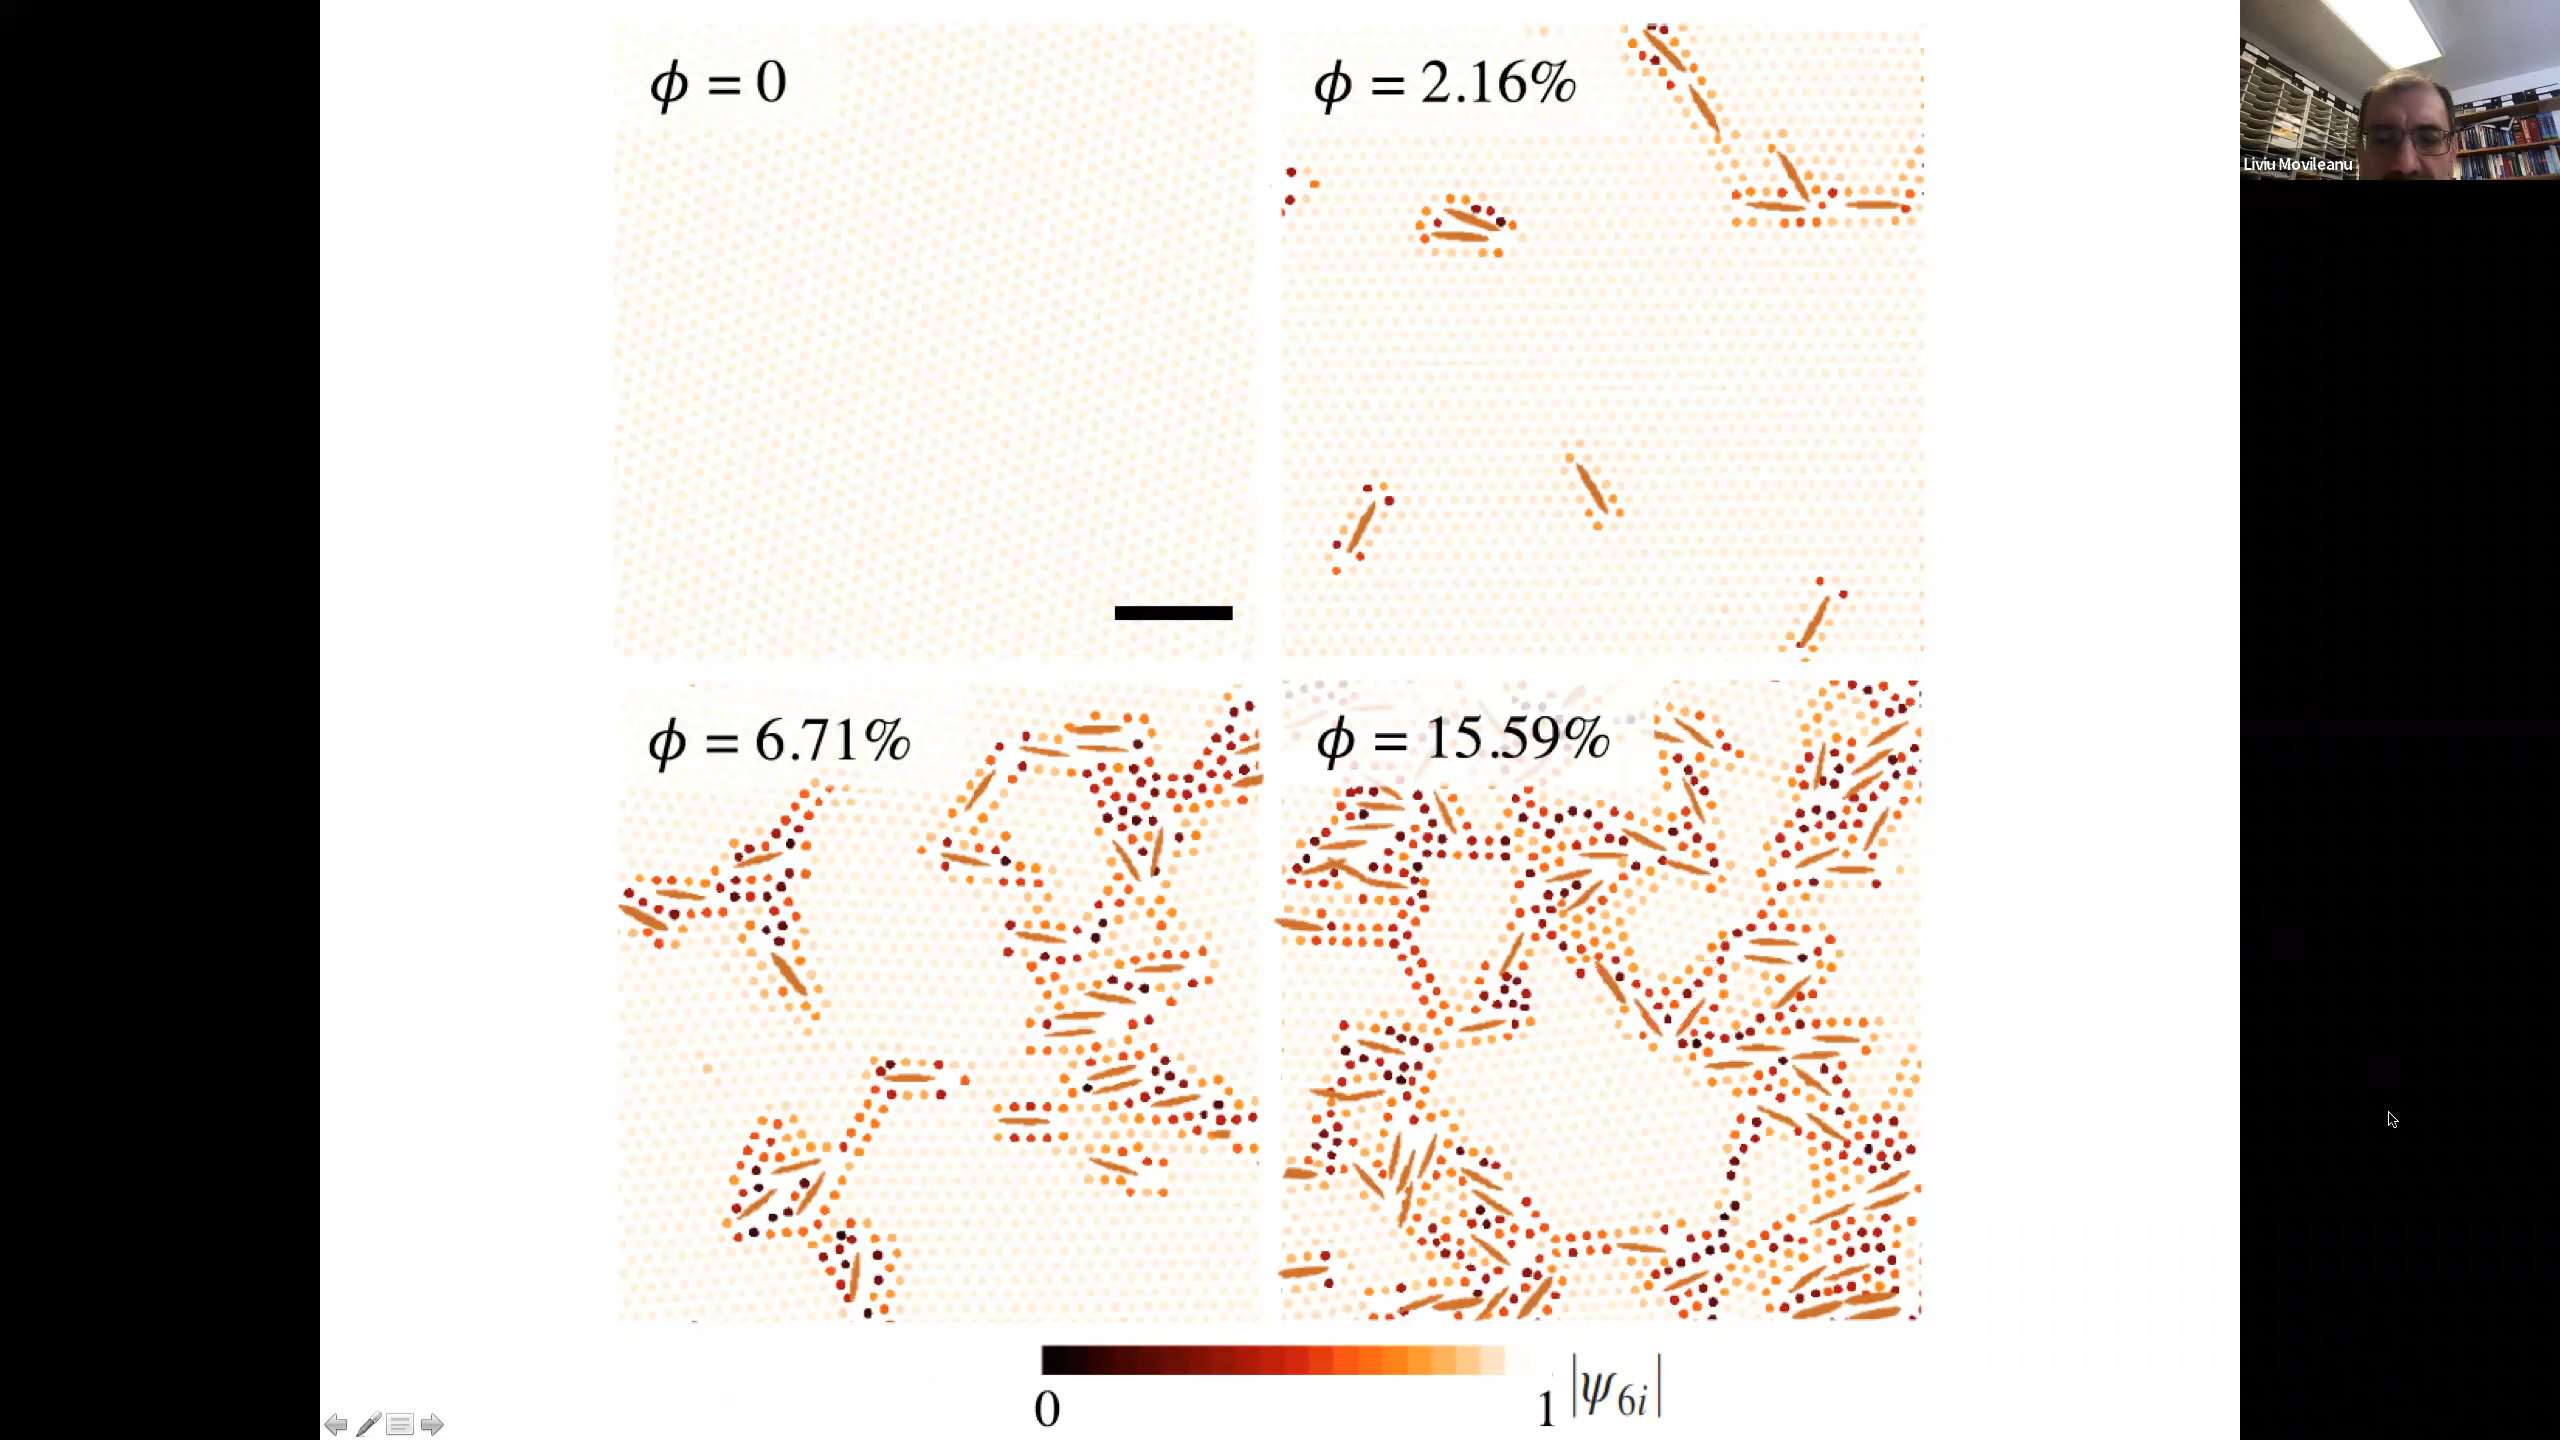 ϕ = 0
ϕ = 2.16%
Liviu Movileanu
ϕ = 6.71%
ϕ = 15.59%
0
1
|ψ6i|